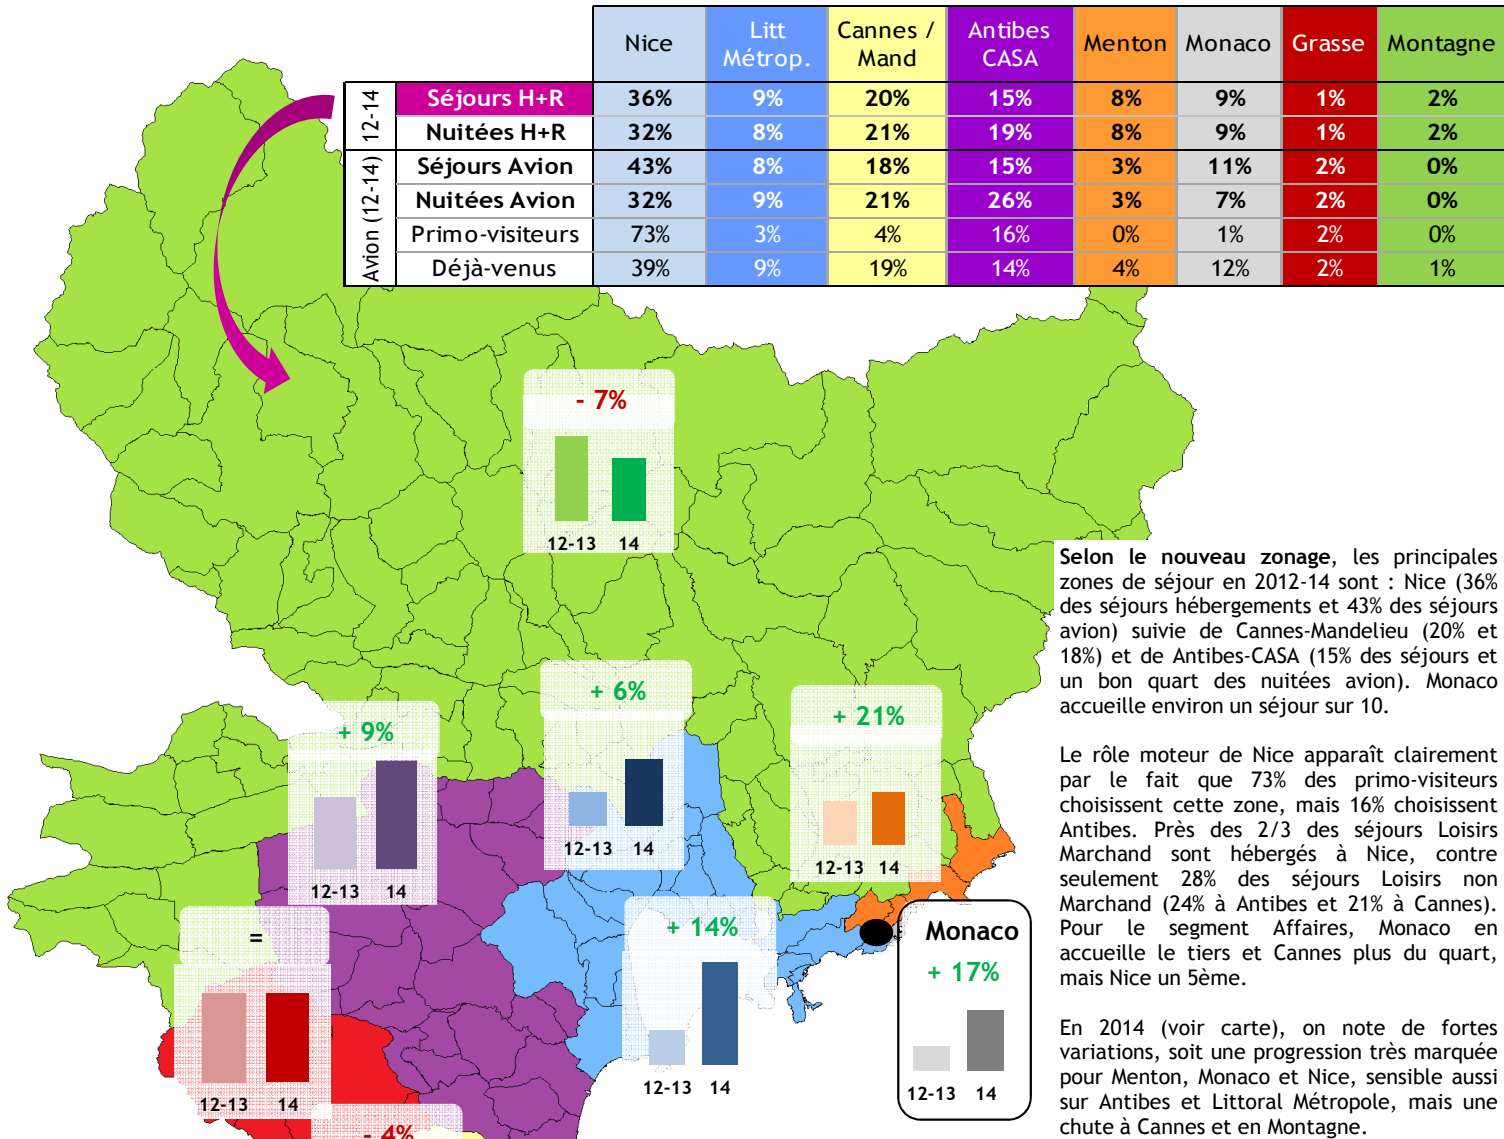 Nice Litt Métrop. Cannes / Mand Antibes CASA Menton Monaco Grasse Montagne
12-14
Séjours H+R 36% 9% 20% 15% 8% 9% 1% 2%
Nuitées H+R 32% 8% 21% 19% 8% 9% 1% 2%
Avion (12-14)
Séjours Avion 43% 8% 18% 15% 3% 11% 2% 0%
Nuitées Avion 32% 9% 21% 26% 3% 7% 2% 0%
Primo-visiteurs 73% 3% 4% 16% 0% 1% 2% 0%
Déjà-venus 39% 9% 19% 14% 4% 12% 2% 1%
- 7%
12-13 14
+ 6%
12-13 14
+ 9%
12-13 14
+ 21%
12-13 14
=
12-13 14
+ 14%
12-13 14
Monaco
+ 17%
12-13 14
- 4%
Selon le nouveau zonage, les principales
zones de séjour en 2012-14 sont : Nice (36%
des séjours hébergements et 43% des séjours
avion) suivie de Cannes-Mandelieu (20% et
18%) et de Antibes-CASA (15% des séjours et
un bon quart des nuitées avion). Monaco
accueille environ un séjour sur 10.
Le rôle moteur de Nice apparaît clairement
par le fait que 73% des primo-visiteurs
choisissent cette zone, mais 16% choisissent
Antibes. Près des 2/3 des séjours Loisirs
Marchand sont hébergés à Nice, contre
seulement 28% des séjours Loisirs non
Marchand (24% à Antibes et 21% à Cannes).
Pour le segment Affaires, Monaco en
accueille le tiers et Cannes plus du quart,
mais Nice un 5ème.
En 2014 (voir carte), on note de fortes
variations, soit une progression très marquée
pour Menton, Monaco et Nice, sensible aussi
sur Antibes et Littoral Métropole, mais une
chute à Cannes et en Montagne.